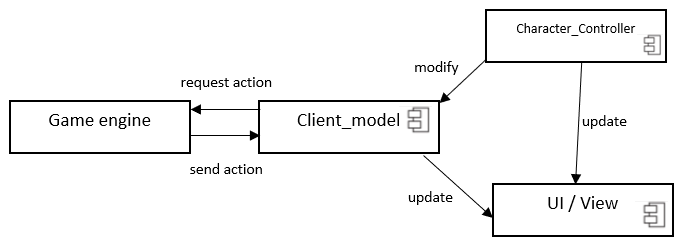 Character_Controller
modify
request action
Game engine
Client_model
update
send action
update
UI / View